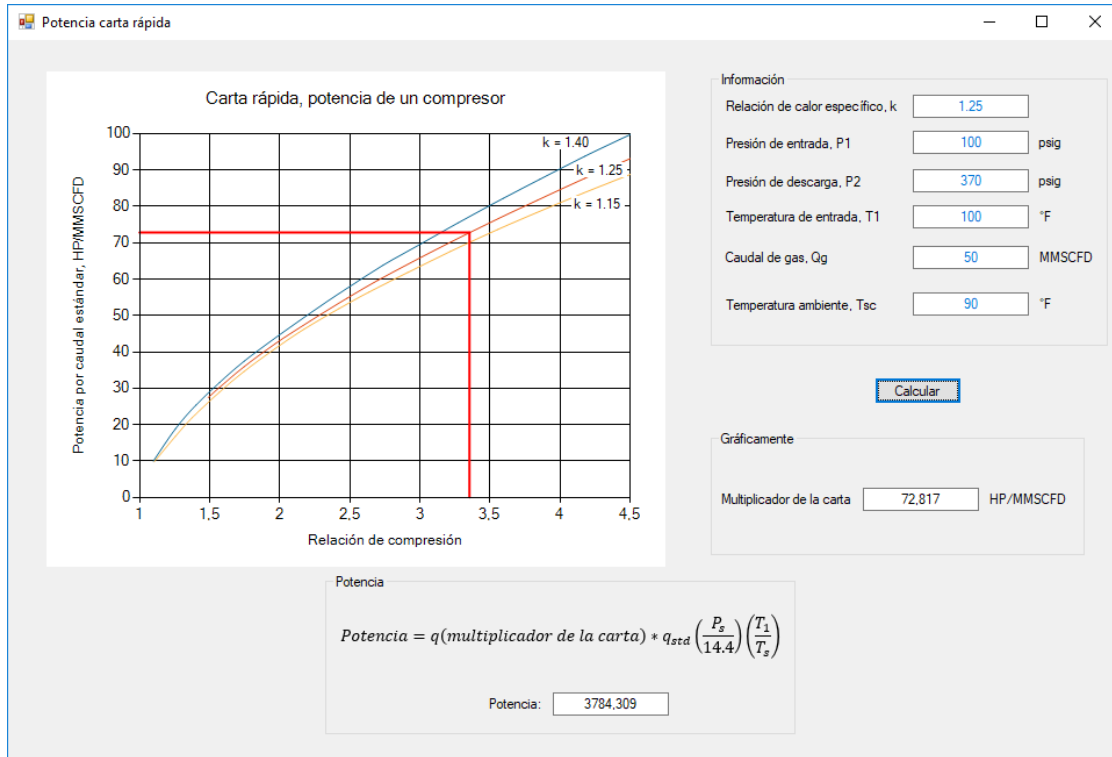 Potencia carta rápida
Carta rápida, potencia de un compresor
Potencia por caudal estándar, HP/MMSCFD
100
90
80
70
60
50
40
30
20
10
0
k = 1.40
k = 1.25
k = 1.15
1
1,5
2
2,5
3
3,5
4
4,5
Relación de compresión
Información
Relación de calor específico, k 1.25
Presión de entrada, P1 100 psig
Presión de descarga, P2 370 psig
Temperatura de entrada, T1 100 °F
Caudal de gas, Qg 50 MMSCFD
Temperatura ambiente, Tsc 90 °F
Calcular
Gráficamente
Multiplicador de la carta 72,817 HP/MMSCFD
Potencia
Potencia = q(multiplicador de la carta) * q_std (P_s/14.4) (T_1/T_s)
Potencia: 3784,309